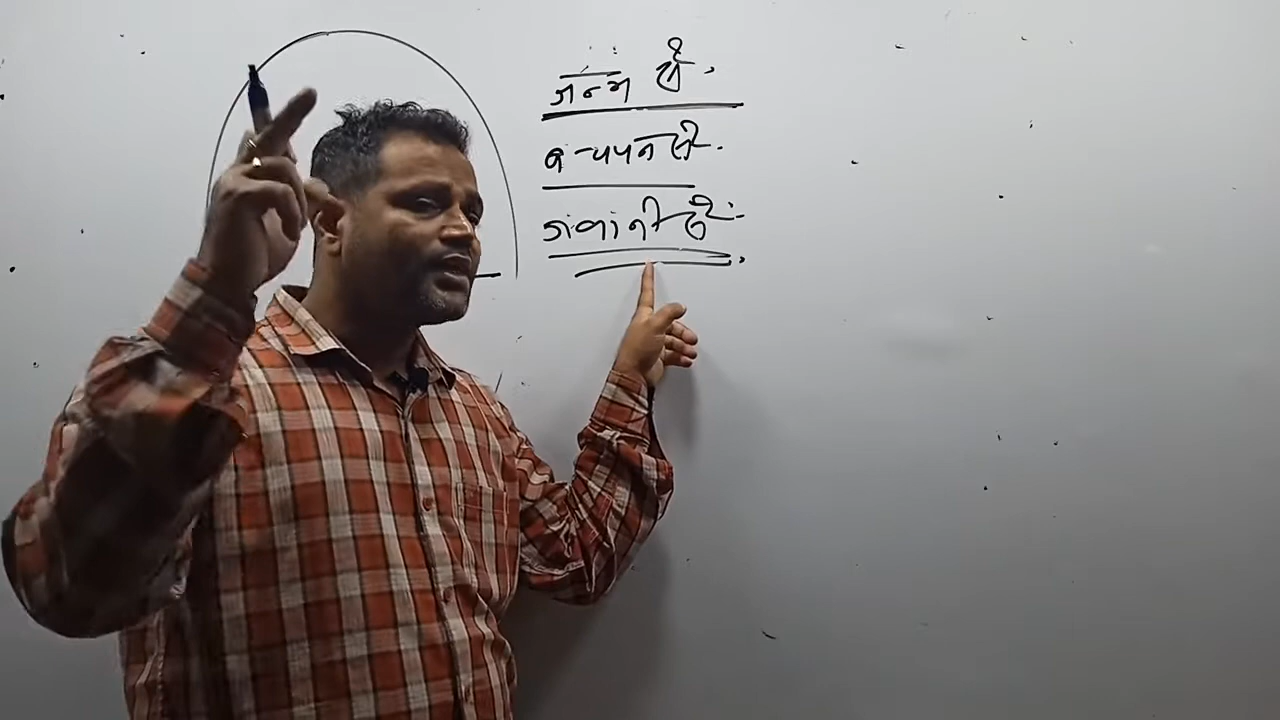 जन्म से,
बचपन से.
जवानी से